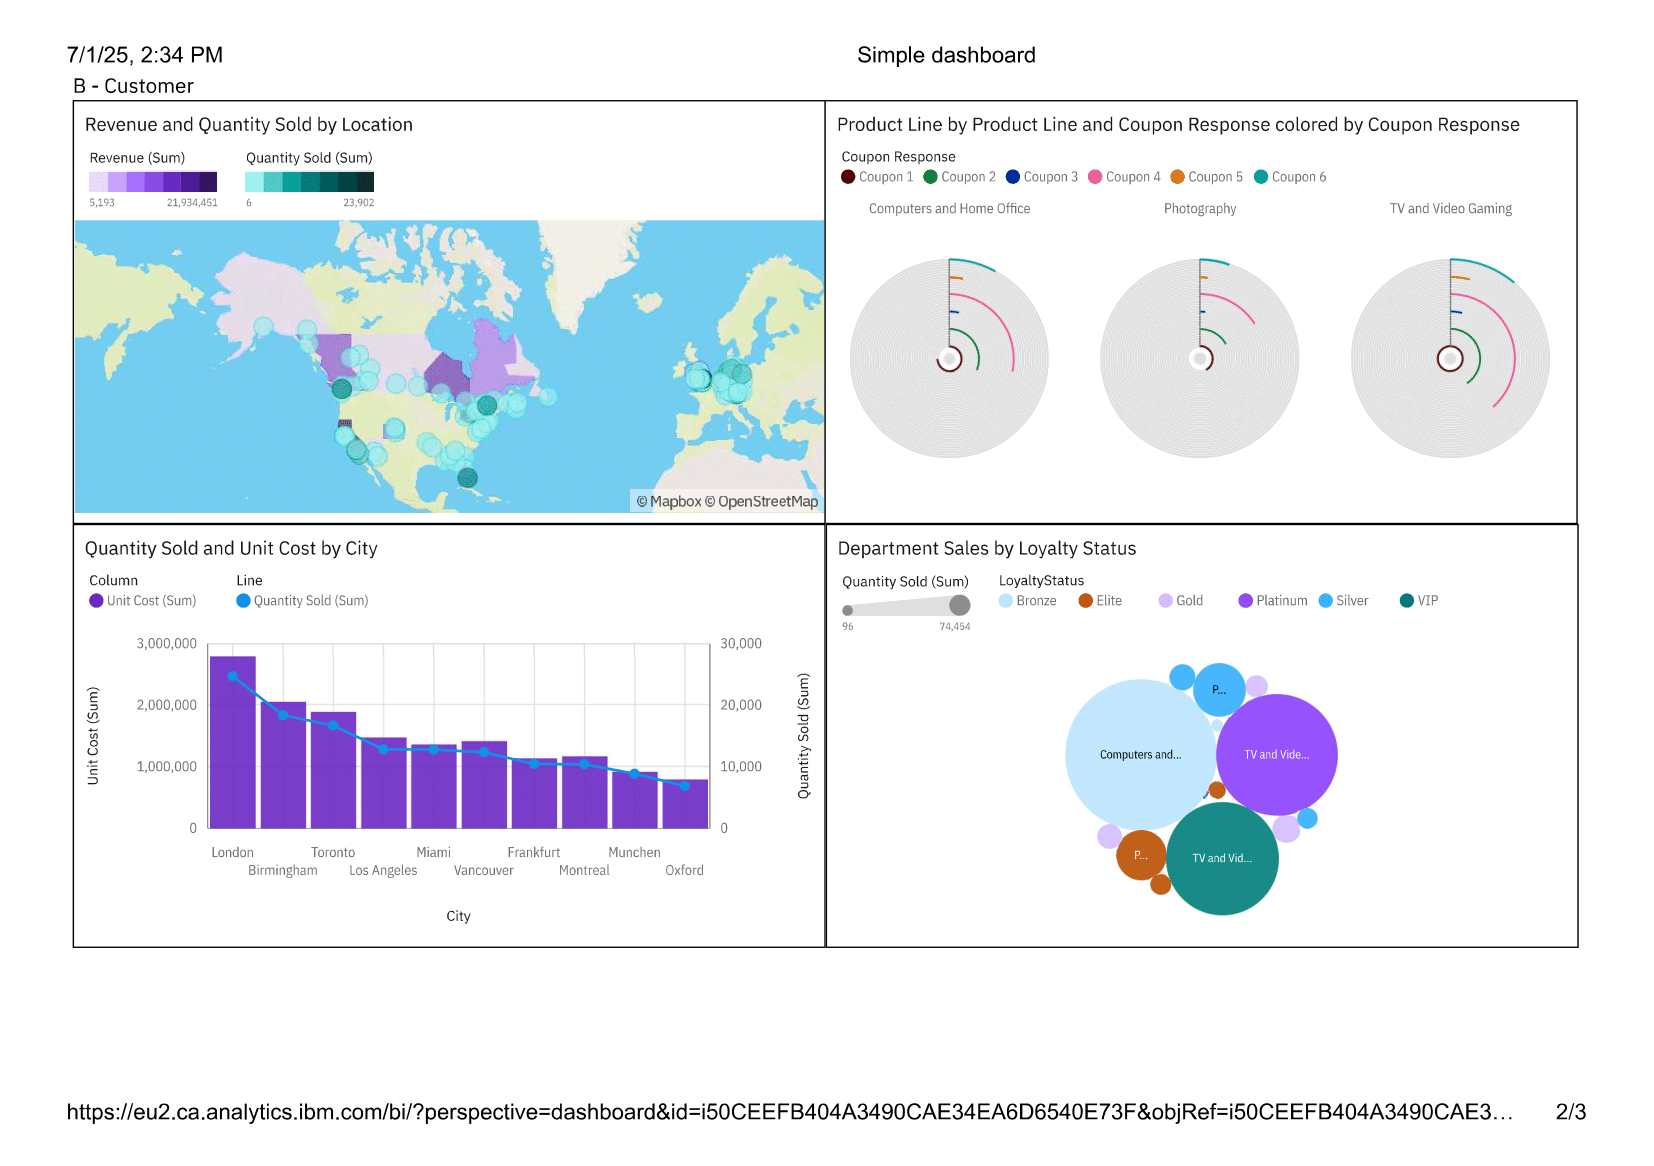 7/1/25, 2:34 PM
Simple dashboard
B - Customer
Revenue and Quantity Sold by Location
Revenue (Sum)
Quantity Sold (Sum)
5,193
21,934,451
6
23,902
© Mapbox © OpenStreetMap
Product Line by Product Line and Coupon Response colored by Coupon Response
Coupon Response
Coupon 1
Coupon 2
Coupon 3
Coupon 4
Coupon 5
Coupon 6
Computers and Home Office
Photography
TV and Video Gaming
Quantity Sold and Unit Cost by City
Column
Line
Unit Cost (Sum)
Quantity Sold (Sum)
3,000,000
2,000,000
1,000,000
0
30,000
20,000
10,000
0
Unit Cost (Sum)
Quantity Sold (Sum)
London
Birmingham
Toronto
Los Angeles
Miami
Vancouver
Frankfurt
Montreal
Munchen
Oxford
City
Department Sales by Loyalty Status
Quantity Sold (Sum)
96
74,454
LoyaltyStatus
Bronze
Elite
Gold
Platinum
Silver
VIP
P...
Computers and...
TV and Vide...
P...
TV and Vid...
https://eu2.ca.analytics.ibm.com/bi/?perspective=dashboard&id=i50CEEFB404A3490CAE34EA6D6540E73F&objRef=i50CEEFB404A3490CAE3…
2/3